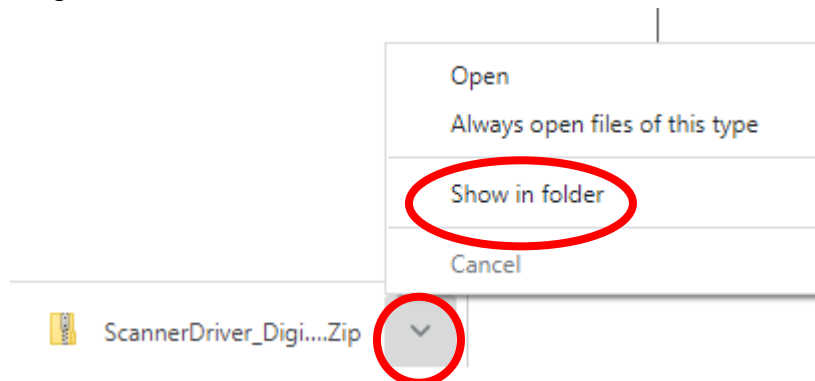 Open
Always open files of this type
Show in folder
Cancel
ScannerDriver_Digi....Zip